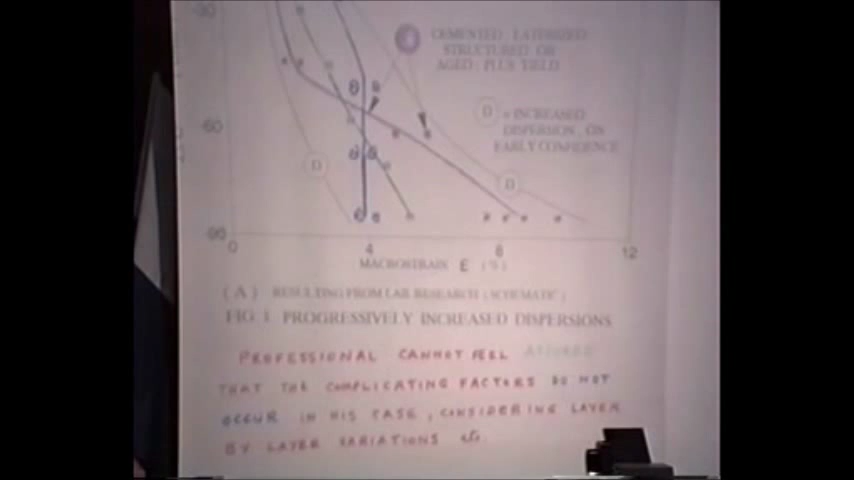 -30
CEMENTED, LATERIZED
STRUCTURED OR
AGED : PLUS YIELD
D = INCREASED
DISPERSION, ON
EARLY CONFIDENCE
-60
D
D
-90
0 4 8 12
MACROSTRAIN E (%)
(A) RESULTING FROM LAB RESEARCH (SCHEMATIC)
FIG 1 PROGRESSIVELY INCREASED DISPERSIONS
PROFESSIONAL CANNOT FEEL
THAT THE COMPLICATING FACTORS DO NOT
OCCUR IN HIS CASE, CONSIDERING LAYER
BY LAYER VARIATIONS etc.